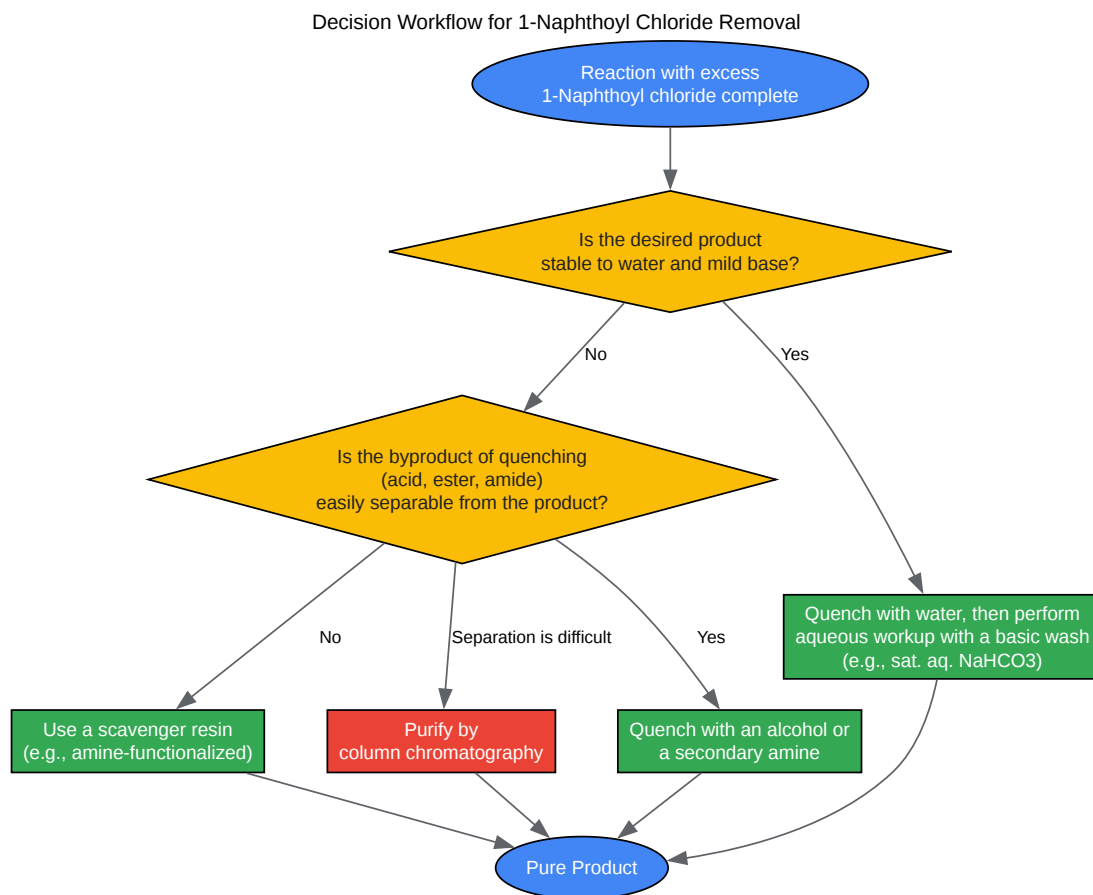 Decision Workflow for 1-Naphthoyl Chloride Removal
Reaction with excess
1-Naphthoyl chloride complete
Is the desired product
stable to water and mild base?
No
Yes
Is the byproduct of quenching
(acid, ester, amide)
easily separable from the product?
Quench with water, then perform
aqueous workup with a basic wash
(e.g., sat. aq. NaHCO3)
No
Separation is difficult
Yes
Use a scavenger resin
(e.g., amine-functionalized)
Purify by
column chromatography
Quench with an alcohol or
a secondary amine
Pure Product